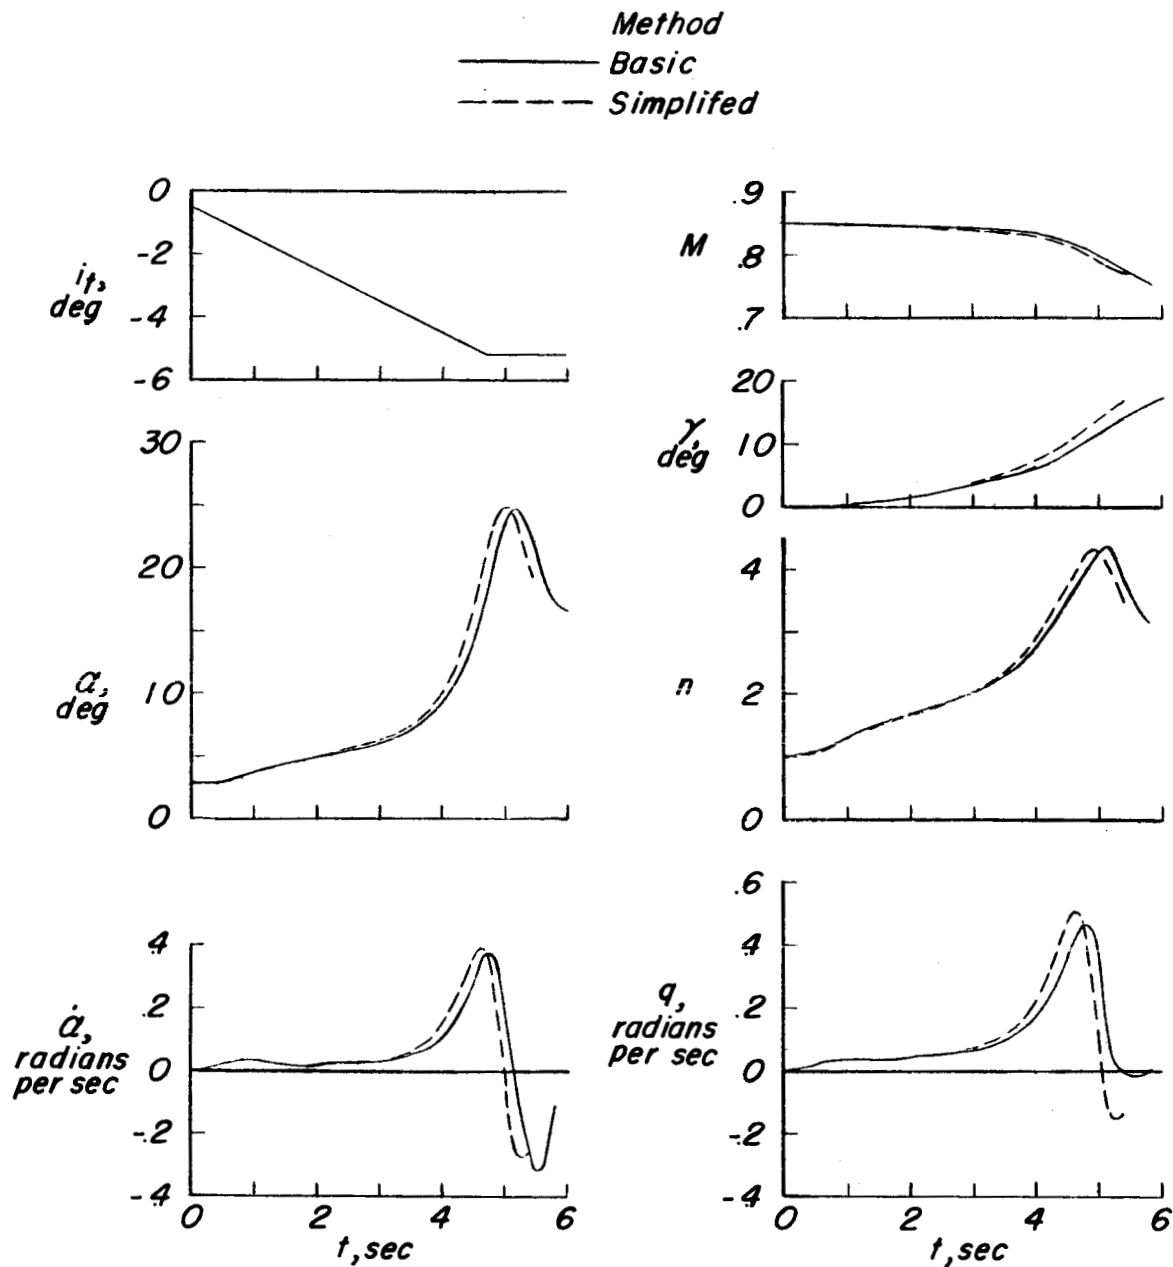 Method
Basic
Simplifed
0
-2
-4
-6
it,
deg
.9
.8
.7
M
20
10
0
γ,
deg
30
20
10
0
α,
deg
4
2
0
n
.4
.2
0
-.2
-.4
α̇,
radians
per sec
0 2 4 6
t, sec
.6
.4
.2
0
-.2
-.4
q,
radians
per sec
0 2 4 6
t, sec